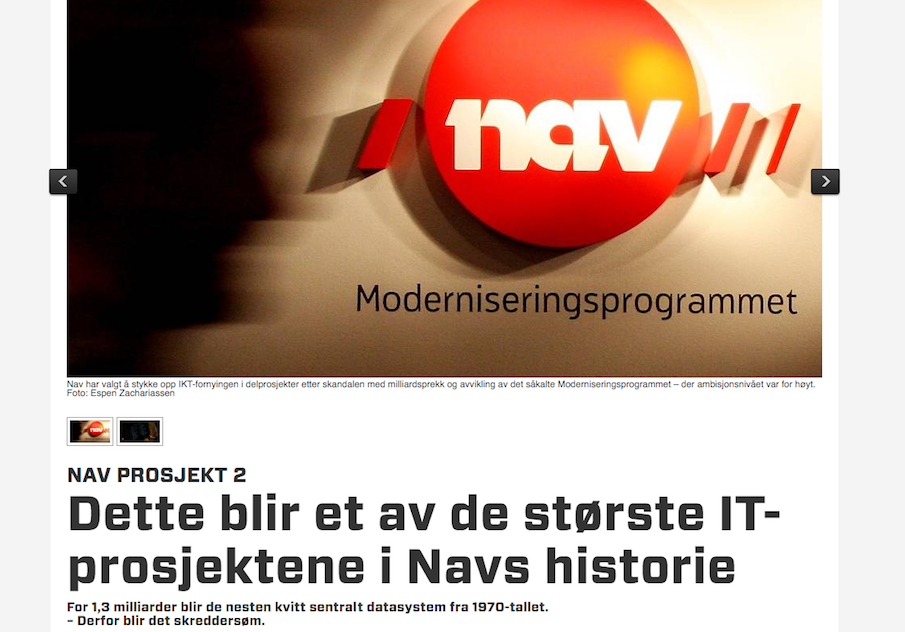 nav
Moderniseringsprogrammet
Nav har valgt å stykke opp IKT-fornyingen i delprosjekter etter skandalen med milliardsprekk og avvikling av det såkalte Moderniseringsprogrammet – der ambisjonsnivået var for høyt.
Foto: Espen Zachariassen
NAV PROSJEKT 2
Dette blir et av de største IT-
prosjektene i Navs historie
For 1,3 milliarder blir de nesten kvitt sentralt datasystem fra 1970-tallet.
– Derfor blir det skreddersøm.